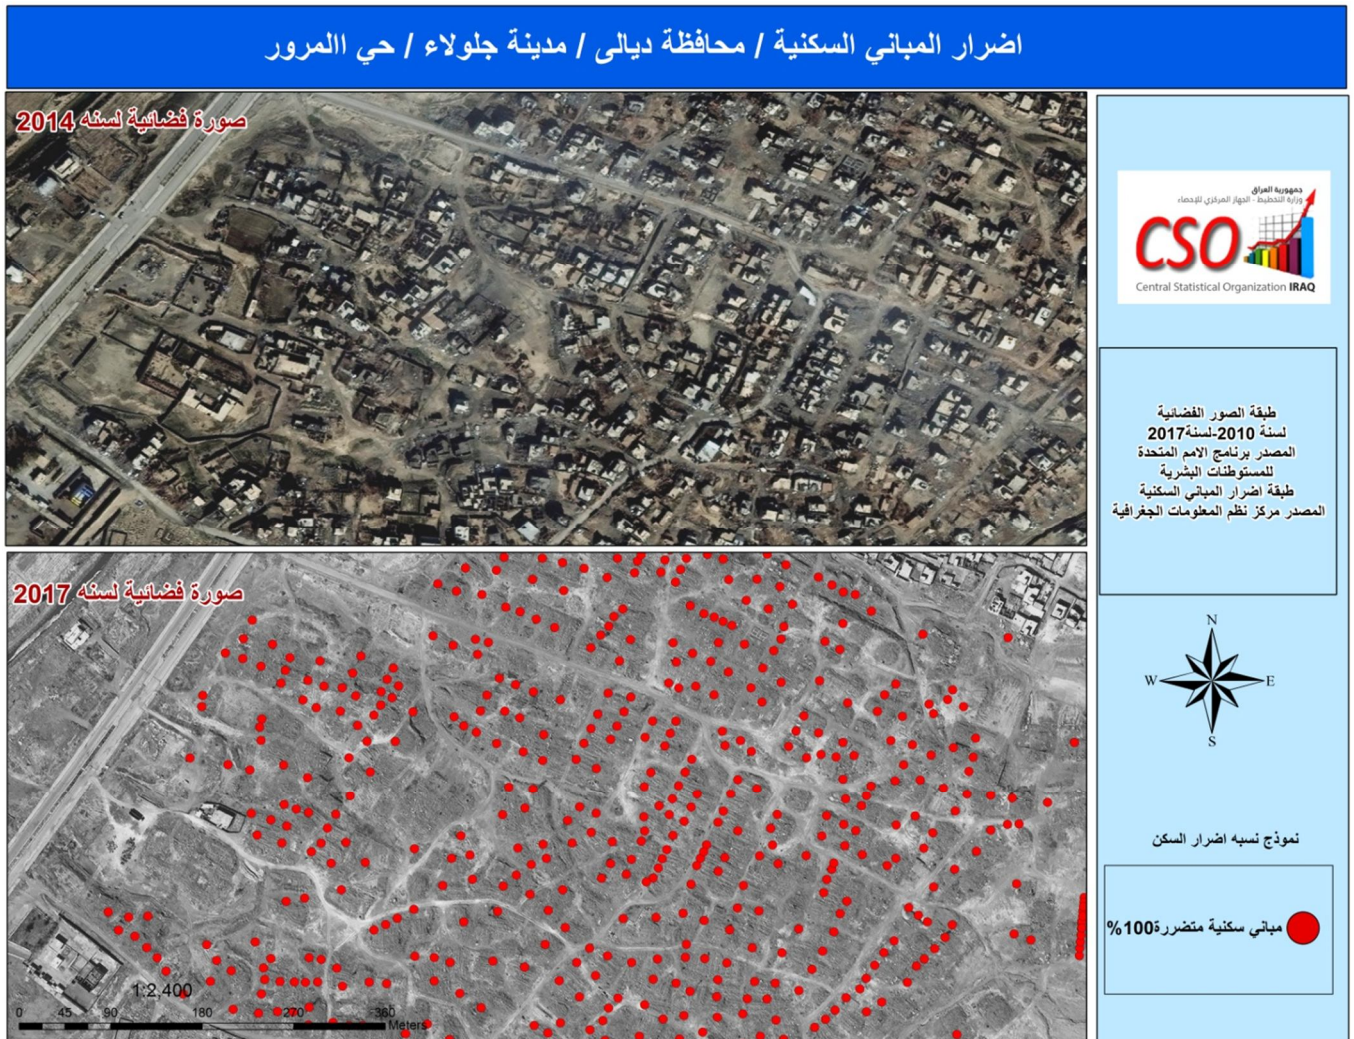 اضرار المباني السكنية / محافظة ديالى / مدينة جلولاء / حي االمرور
صورة فضائية لسنه 2014
جمهورية العراق
وزارة التخطيط - الجهاز المركزي للإحصاء
CSO
Central Statistical Organization IRAQ
طبقة الصور الفضائية
لسنة 2010-لسنة2017
المصدر برنامج الامم المتحدة
للمستوطنات البشرية
طبقة اضرار المباني السكنية
المصدر مركز نظم المعلومات الجغرافية
صورة فضائية لسنه 2017
N
W E
S
نموذج نسبه اضرار السكن
مباني سكنية متضررة100%
1:2,400
0 45 90 180 270 360
Meters